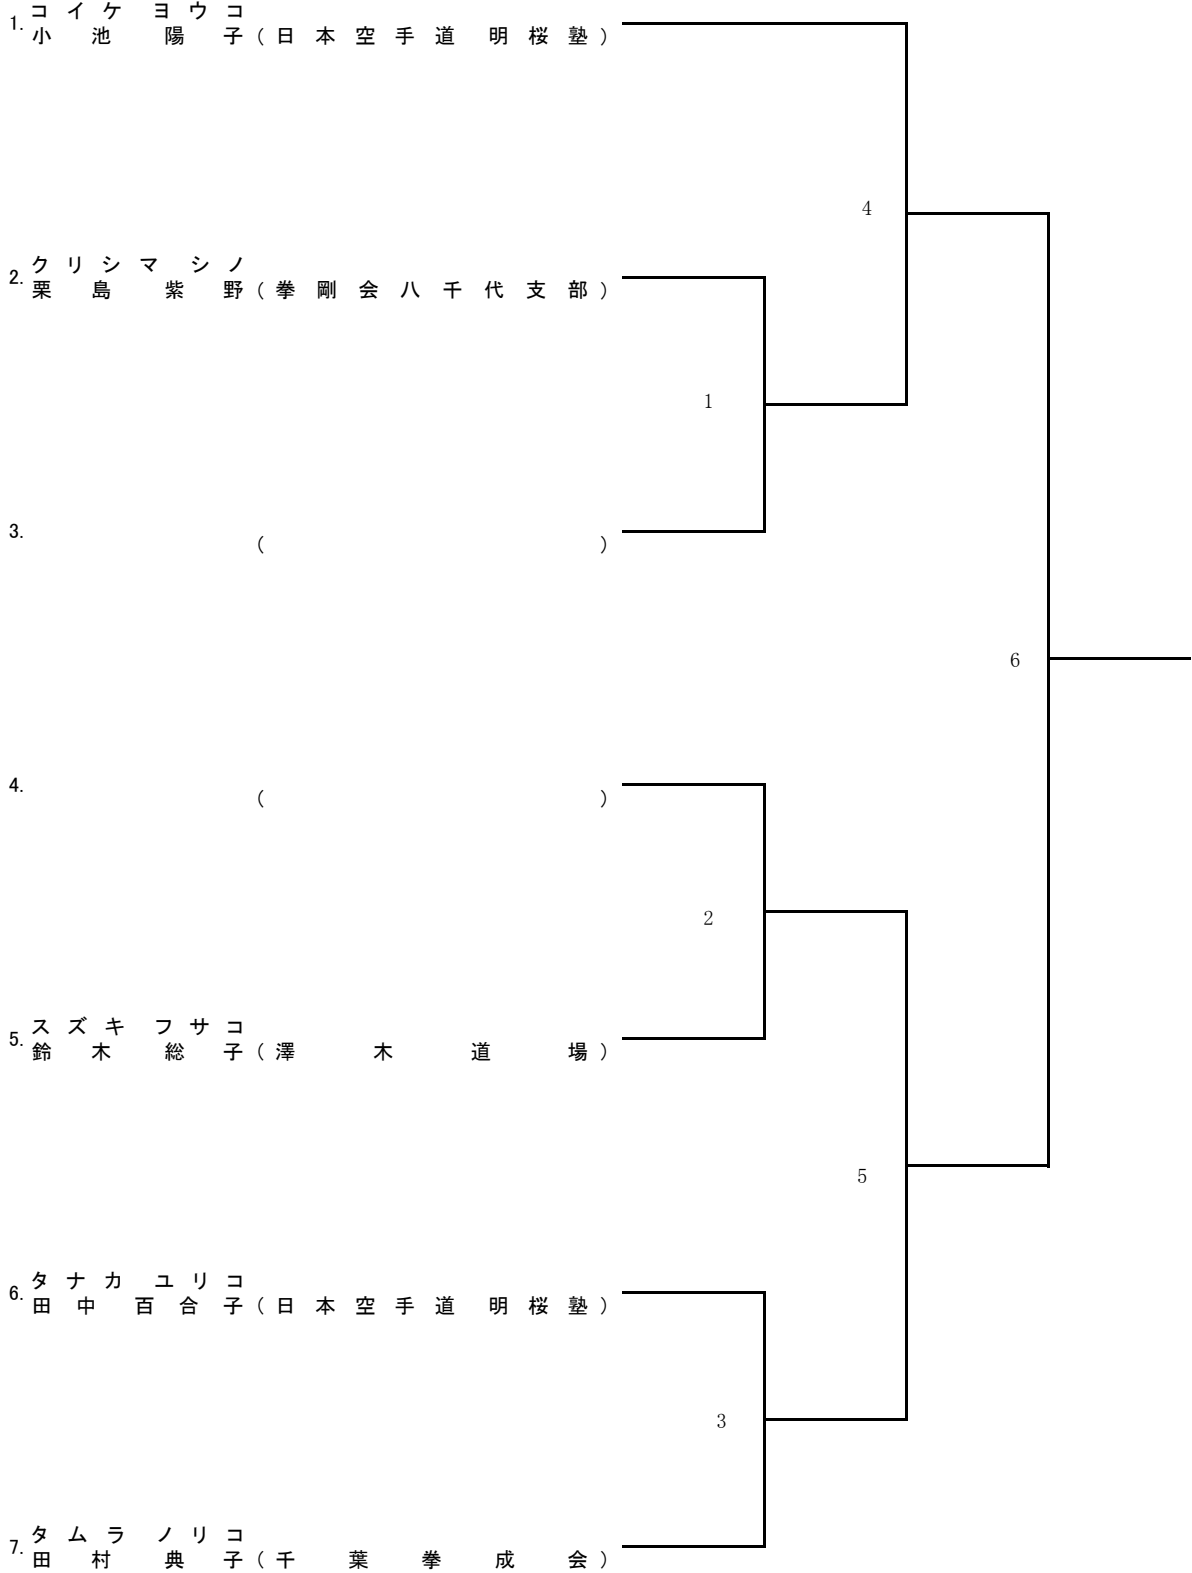 コイケ ヨウコ
1. 小池 陽子 (日本空手道 明桜塾)
4
クリシマ シノ
2. 栗島 紫野 (拳剛会八千代支部)
1
3. ( )
6
4. ( )
2
スズキ フサコ
5. 鈴木 総子 (澤木道場)
5
タナカ ユリコ
6. 田中 百合子 (日本空手道 明桜塾)
3
タムラ ノリコ
7. 田村 典子 (千葉拳成会)